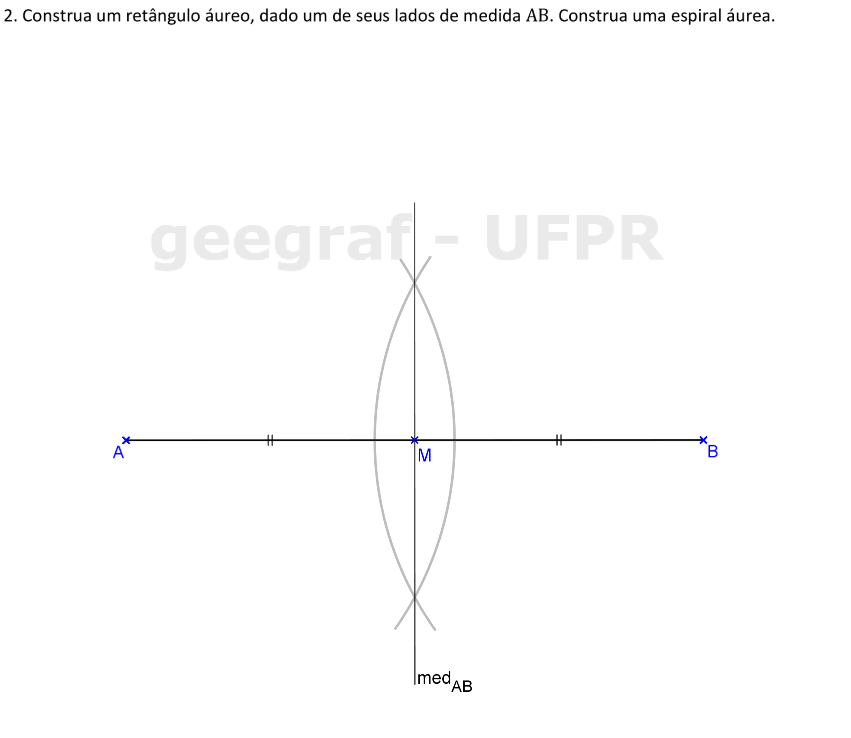 2. Construa um retângulo áureo, dado um de seus lados de medida AB. Construa uma espiral áurea.
geegraf - UFPR
A
M
B
med AB